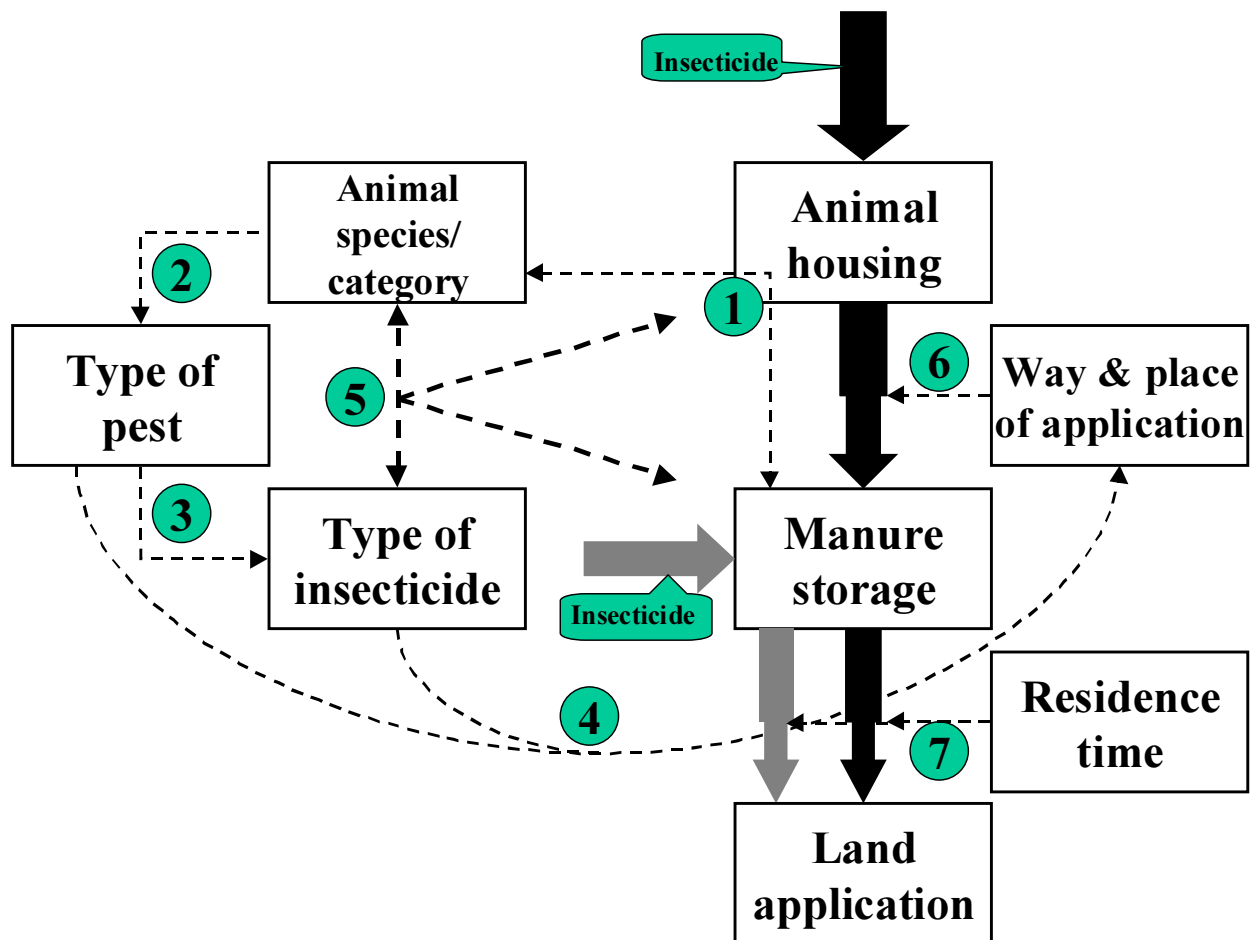 Insecticide
Animal
species/
category
Animal
housing
2
1
Type of
pest
5
6
Way & place
of application
3
Type of
insecticide
Manure
storage
Insecticide
4
Residence
time
7
Land
application